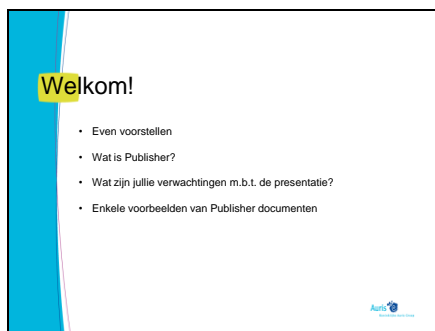 Welkom!
• Even voorstellen
• Wat is Publisher?
• Wat zijn jullie verwachtingen m.b.t. de presentatie?
• Enkele voorbeelden van Publisher documenten
Auris